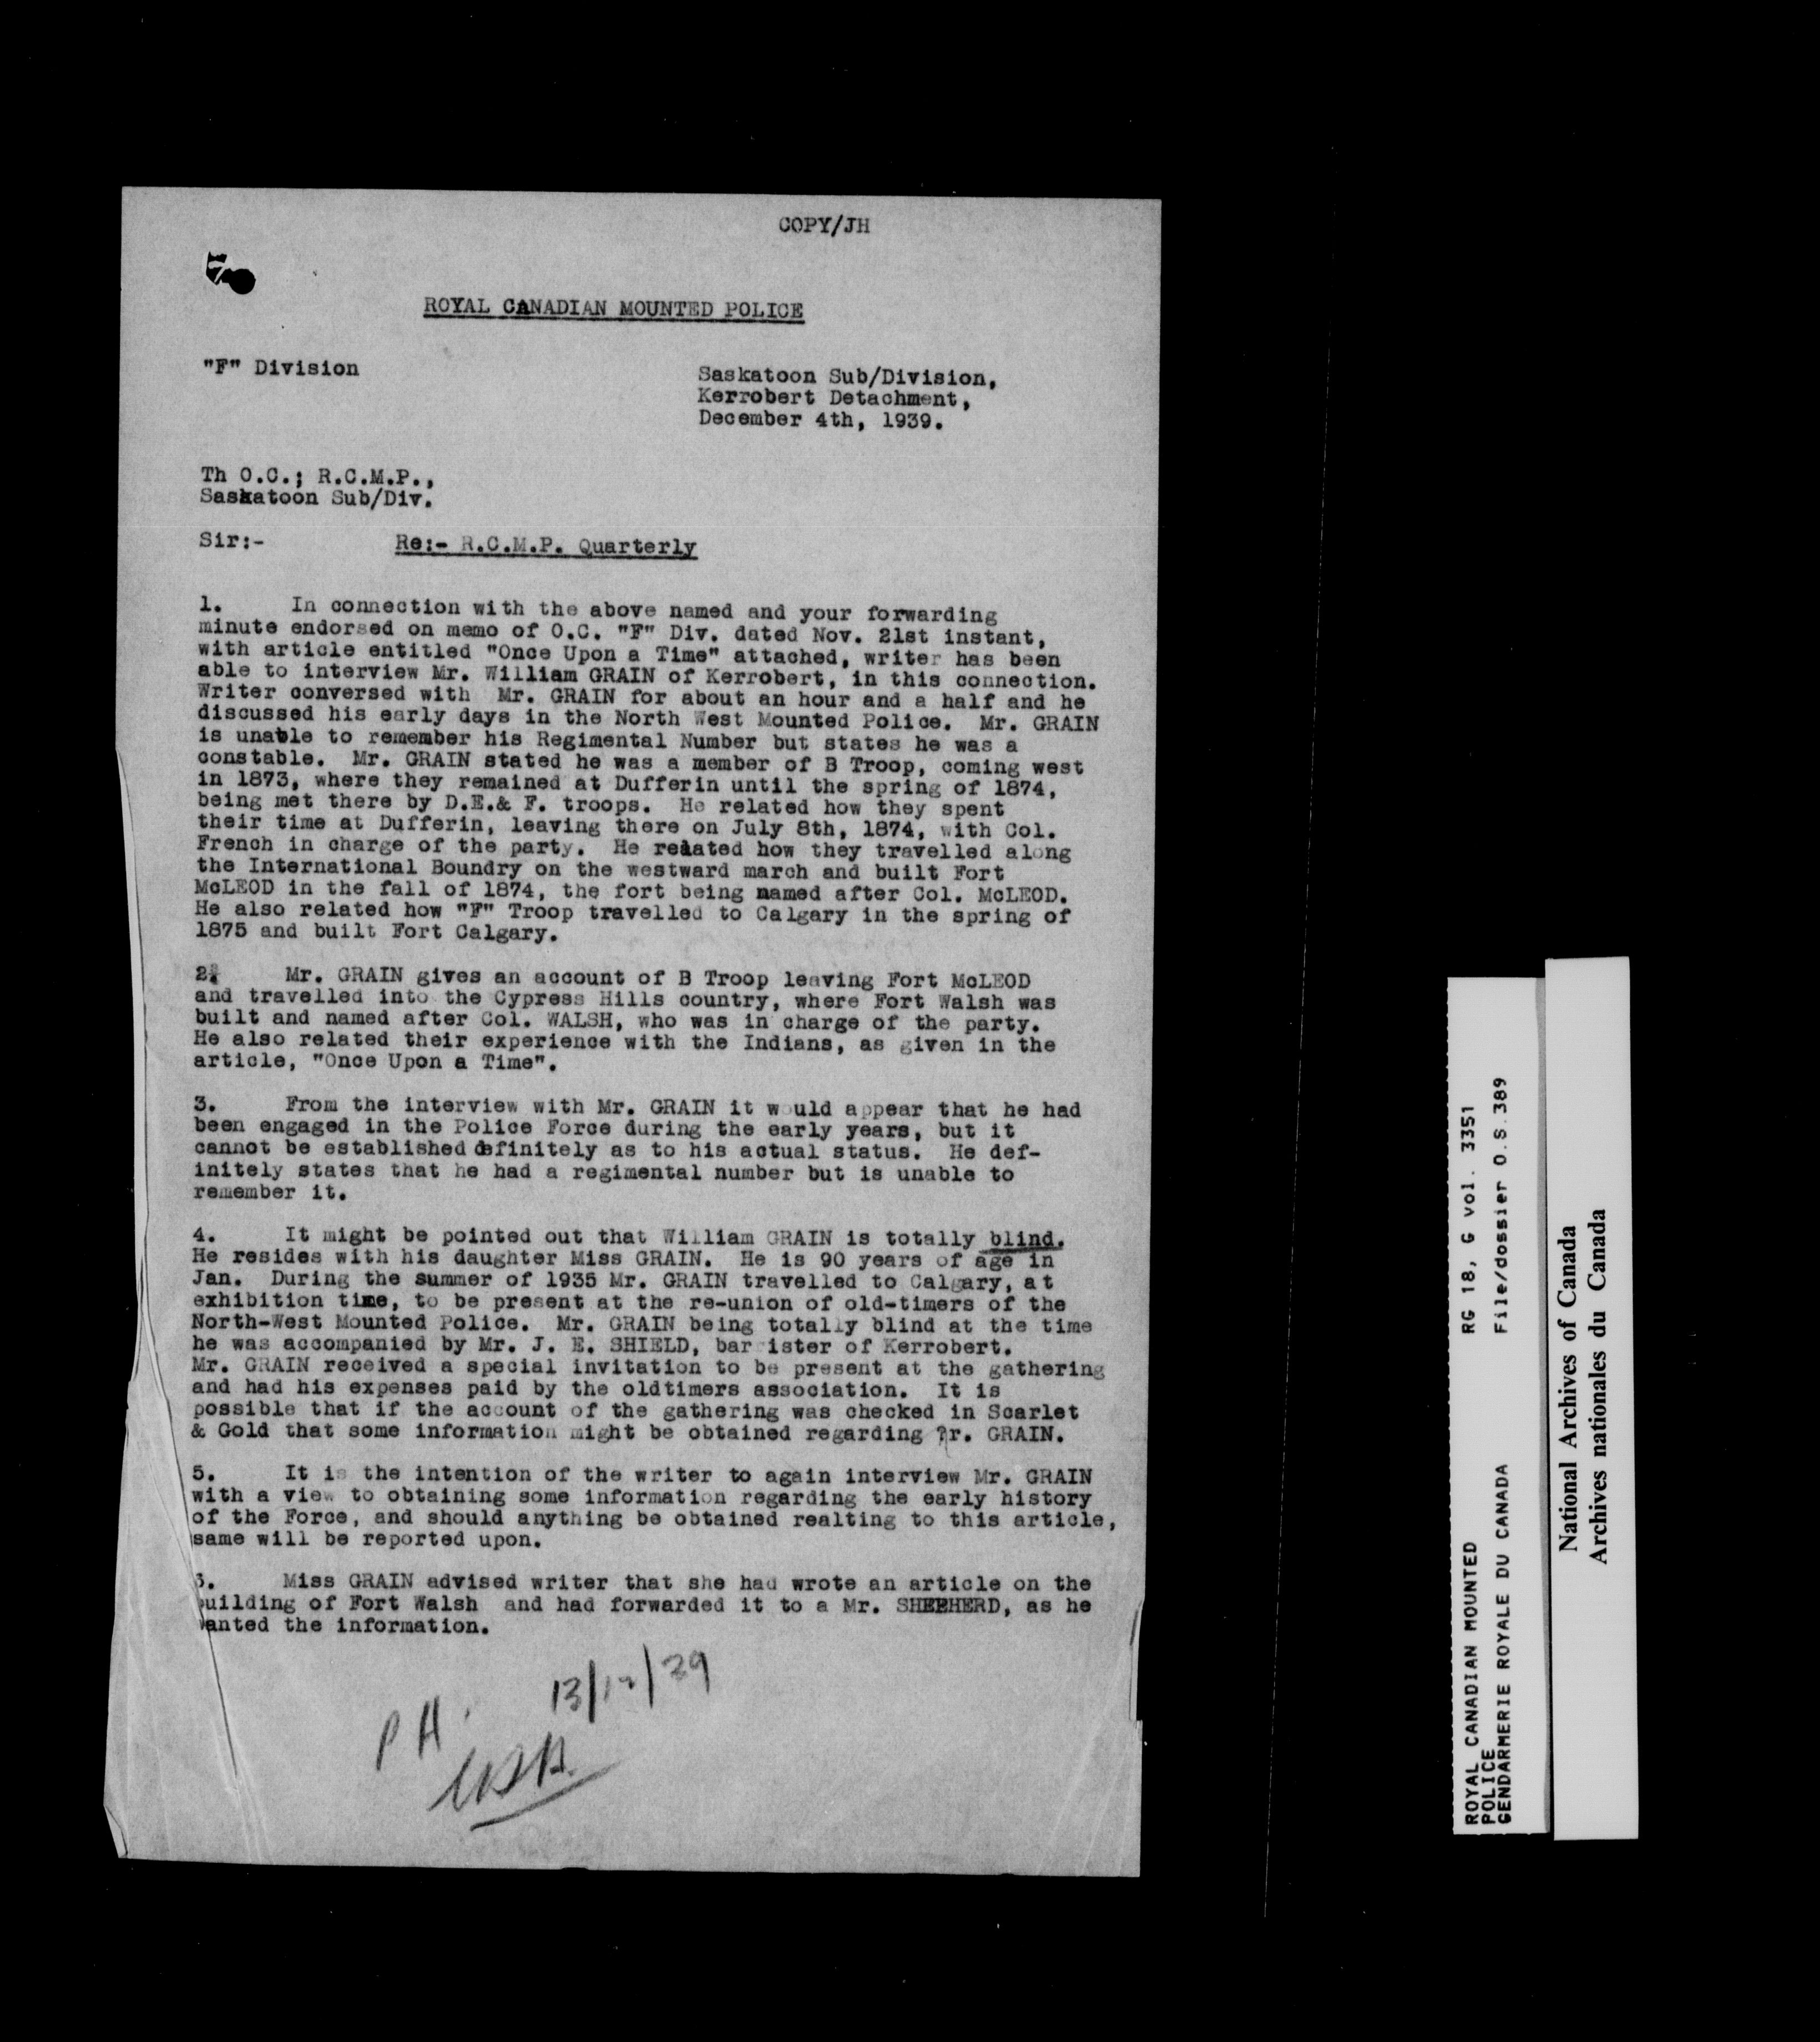 COPY/JH
ROYAL CANADIAN MOUNTED POLICE
"F" Division
Saskatoon Sub/Division,
Kerrobert Detachment,
December 4th, 1939.
Th O.C.; R.C.M.P.,
Saskatoon Sub/Div.
Sir:- Re:- R.C.M.P. Quarterly
1. In connection with the above named and your forwarding
minute endorsed on memo of O.C. "F" Div. dated Nov. 21st instant,
with article entitled "Once Upon a Time" attached, writer has been
able to interview Mr. William GRAIN of Kerrobert, in this connection.
Writer conversed with Mr. GRAIN for about an hour and a half and he
discussed his early days in the North West Mounted Police. Mr. GRAIN
is unable to remember his Regimental Number but states he was a
constable. Mr. GRAIN stated he was a member of B Troop, coming west
in 1873, where they remained at Dufferin until the spring of 1874,
being met there by D.E.& F. troops. He related how they spent
their time at Dufferin, leaving there on July 8th, 1874, with Col.
French in charge of the party. He related how they travelled along
the International Boundry on the westward march and built Fort
McLEOD in the fall of 1874, the fort being named after Col. McLEOD.
He also related how "F" Troop travelled to Calgary in the spring of
1875 and built Fort Calgary.
2. Mr. GRAIN gives an account of B Troop leaving Fort McLEOD
and travelled into the Cypress Hills country, where Fort Walsh was
built and named after Col. WALSH, who was in charge of the party.
He also related their experience with the Indians, as given in the
article, "Once Upon a Time".
3. From the interview with Mr. GRAIN it would appear that he had
been engaged in the Police Force during the early years, but it
cannot be established definitely as to his actual status. He def-
initely states that he had a regimental number but is unable to
remember it.
4. It might be pointed out that William GRAIN is totally blind.
He resides with his daughter Miss GRAIN. He is 90 years of age in
Jan. During the summer of 1935 Mr. GRAIN travelled to Calgary, at
exhibition time, to be present at the re-union of old-timers of the
North-West Mounted Police. Mr. GRAIN being totally blind at the time
he was accompanied by Mr. J. E. SHIELD, barrister of Kerrobert.
Mr. GRAIN received a special invitation to be present at the gathering
and had his expenses paid by the oldtimers association. It is
possible that if the account of the gathering was checked in Scarlet
& Gold that some information might be obtained regarding ?r. GRAIN.
5. It is the intention of the writer to again interview Mr. GRAIN
with a view to obtaining some information regarding the early history
of the Force, and should anything be obtained realting to this article,
same will be reported upon.
6. Miss GRAIN advised writer that she had wrote an article on the
building of Fort Walsh and had forwarded it to a Mr. SHEPHERD, as he
wanted the information.
13/12/39
P A.
ROYAL CANADIAN MOUNTED RG 18, G vol. 3351
POLICE
GENDARMERIE ROYALE DU CANADA File/dossier O.S. 389
National Archives of Canada
Archives nationales du Canada